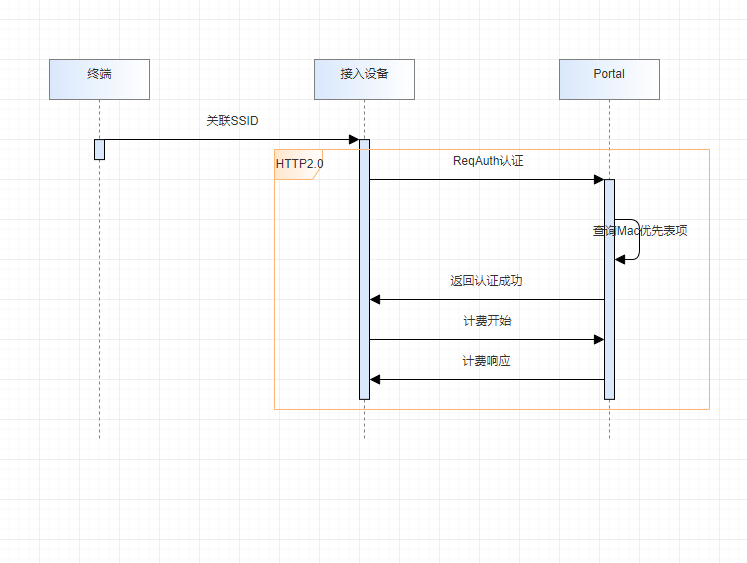 终端
接入设备
Portal
关联SSID
HTTP2.0
ReqAuth认证
查询Mac优先表项
返回认证成功
计费开始
计费响应